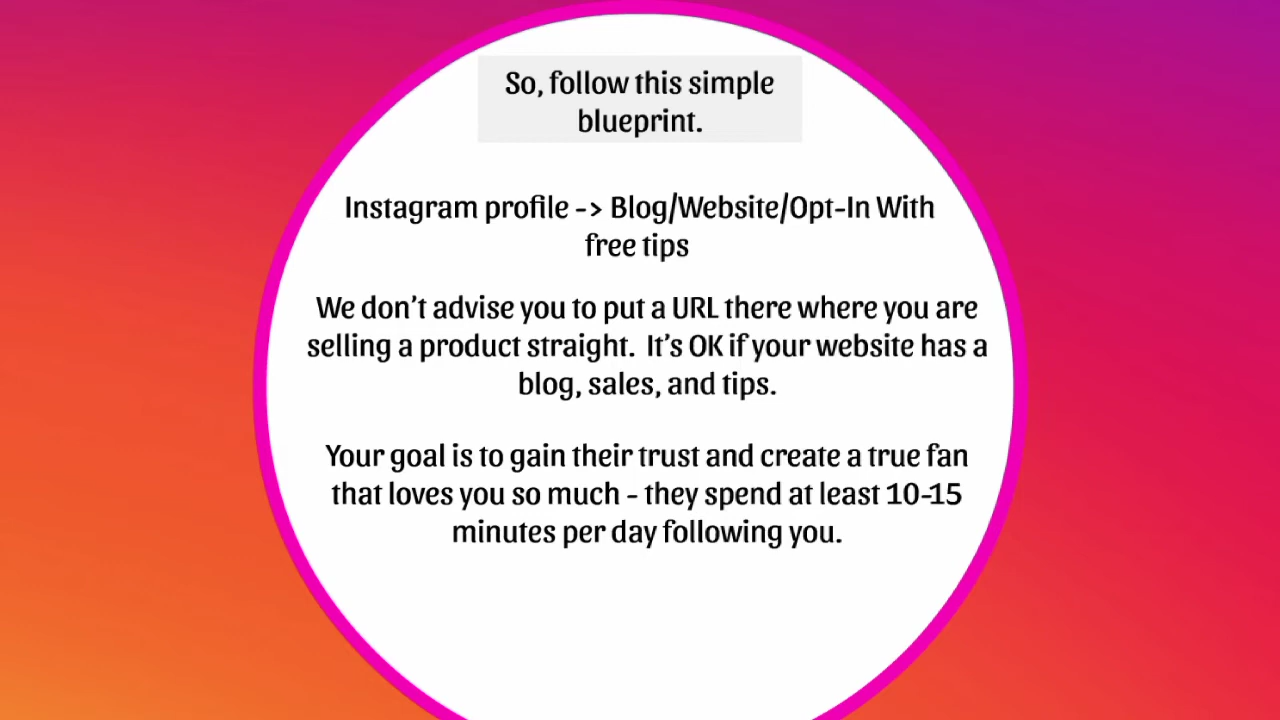 So, follow this simple
blueprint.
Instagram profile -> Blog/Website/Opt-In With
free tips
We don’t advise you to put a URL there where you are
selling a product straight.  It’s OK if your website has a
blog, sales, and tips.
Your goal is to gain their trust and create a true fan
that loves you so much - they spend at least 10-15
minutes per day following you.